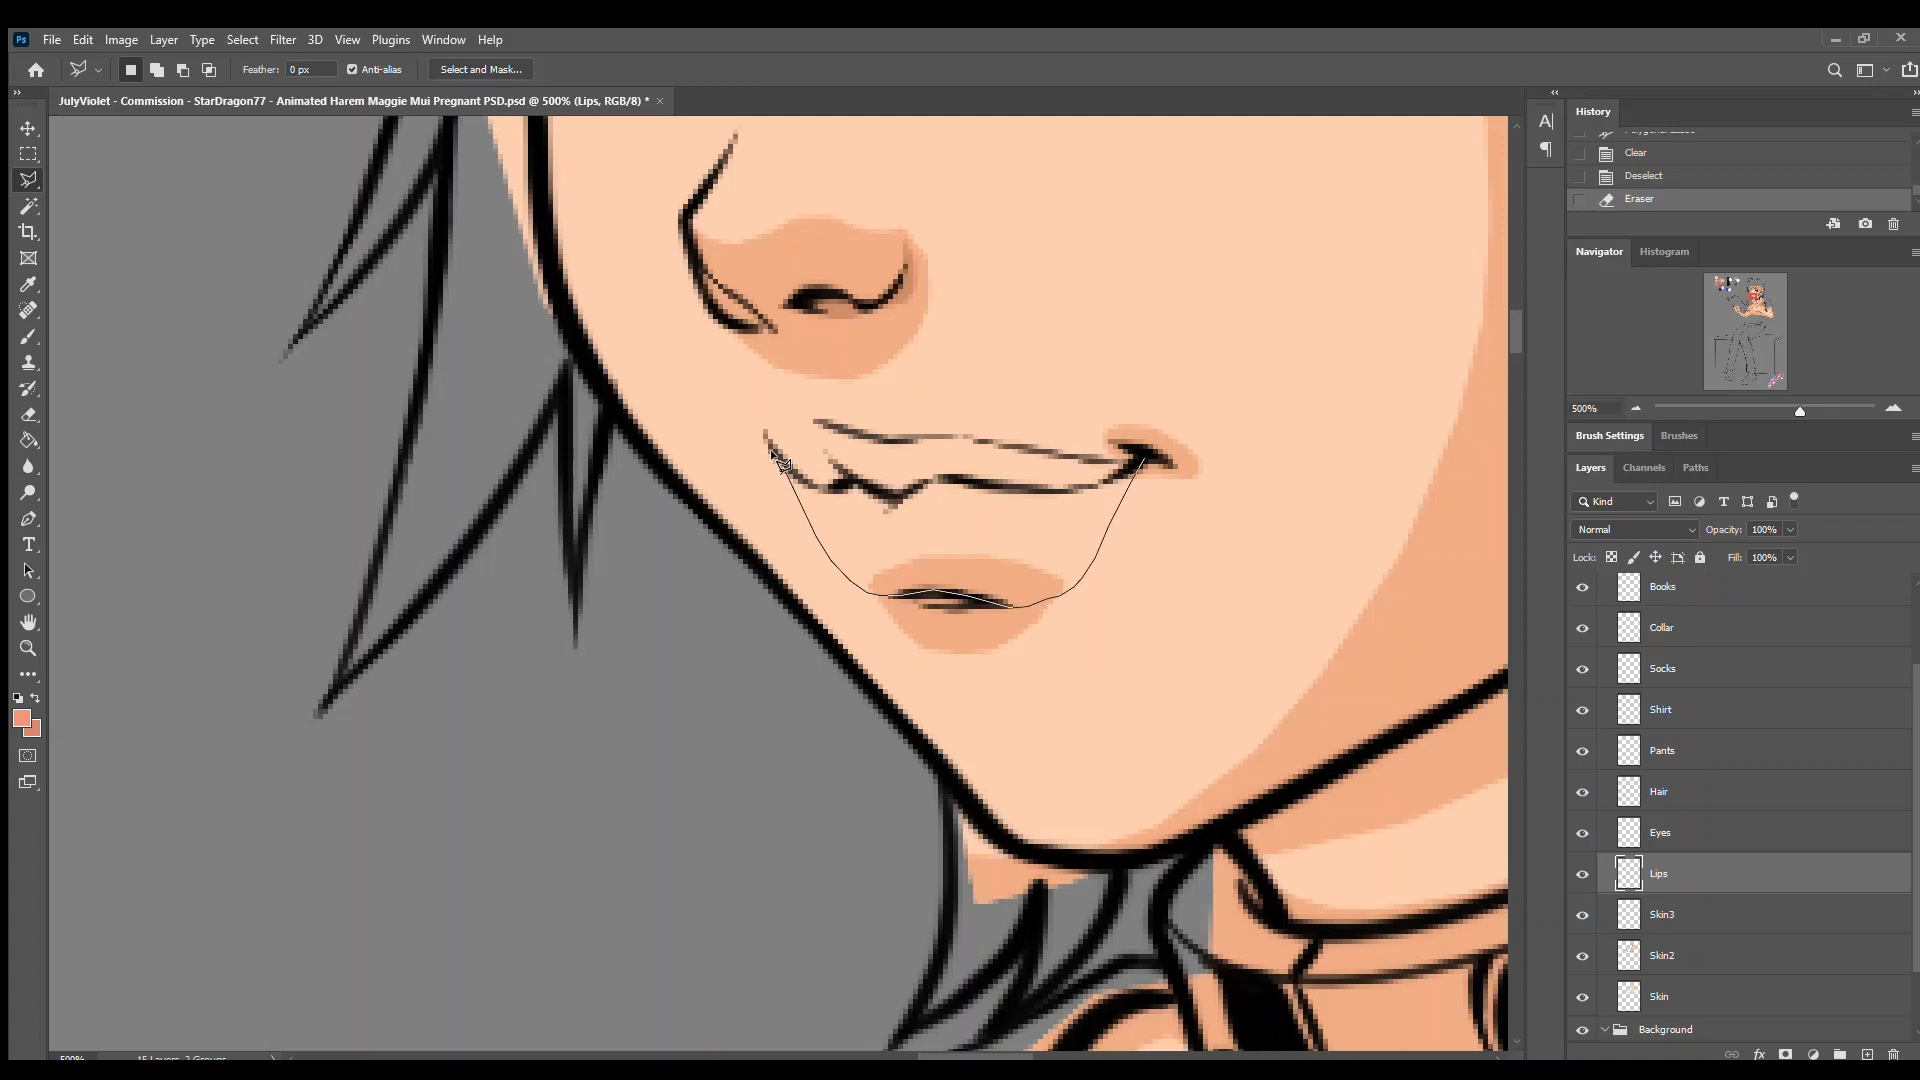 Ps File Edit Image Layer Type Select Filter 3D View Plugins Window Help
Feather: 0 px Anti-alias Select and Mask...
JulyViolet - Commission - StarDragon77 - Animated Harem Maggie Mui Pregnant PSD.psd @ 500% (Lips, RGB/8) * ×
History
Clear
Deselect
Eraser
Navigator Histogram
500%
Brush Settings Brushes
Layers Channels Paths
Kind
Normal Opacity: 100%
Lock: Fill: 100%
Books
Collar
Socks
Shirt
Pants
Hair
Eyes
Lips
Skin3
Skin2
Skin
Background
fx
500% 15 Layers, 2 Groups